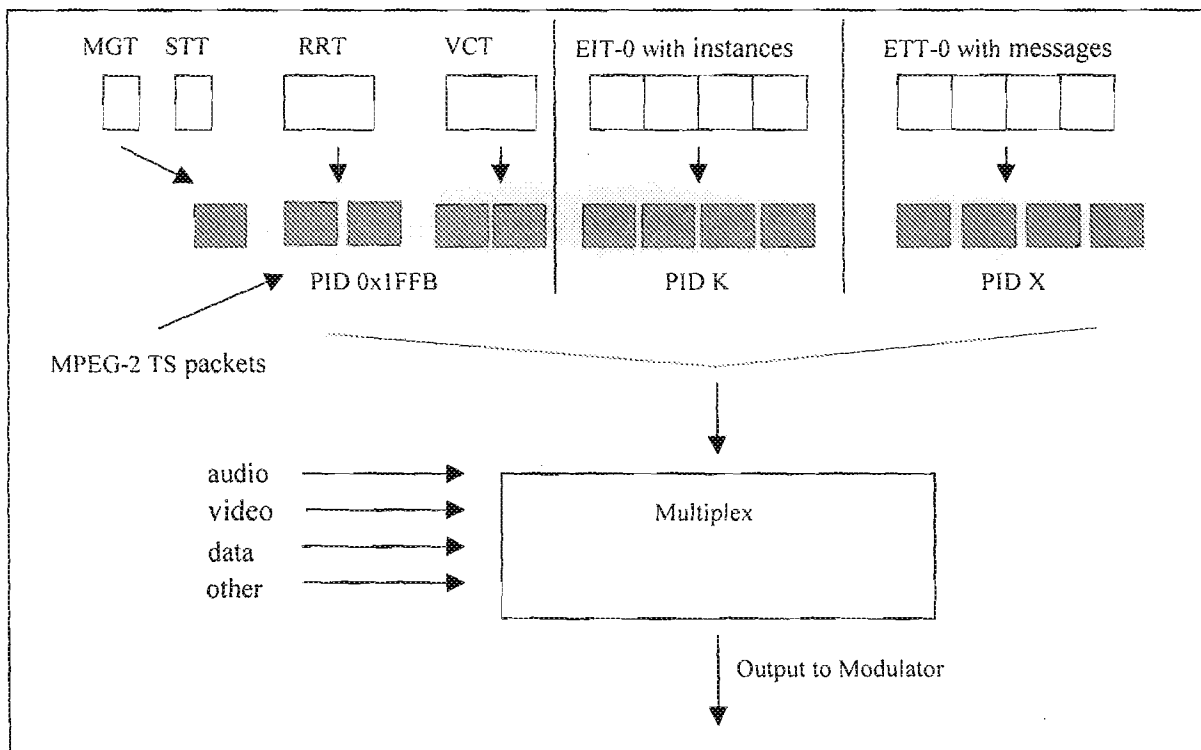 MGT STT RRT VCT EIT-0 with instances ETT-0 with messages
PID 0x1FFB PID K PID X
MPEG-2 TS packets
audio
video
Multiplex
data
other
Output to Modulator